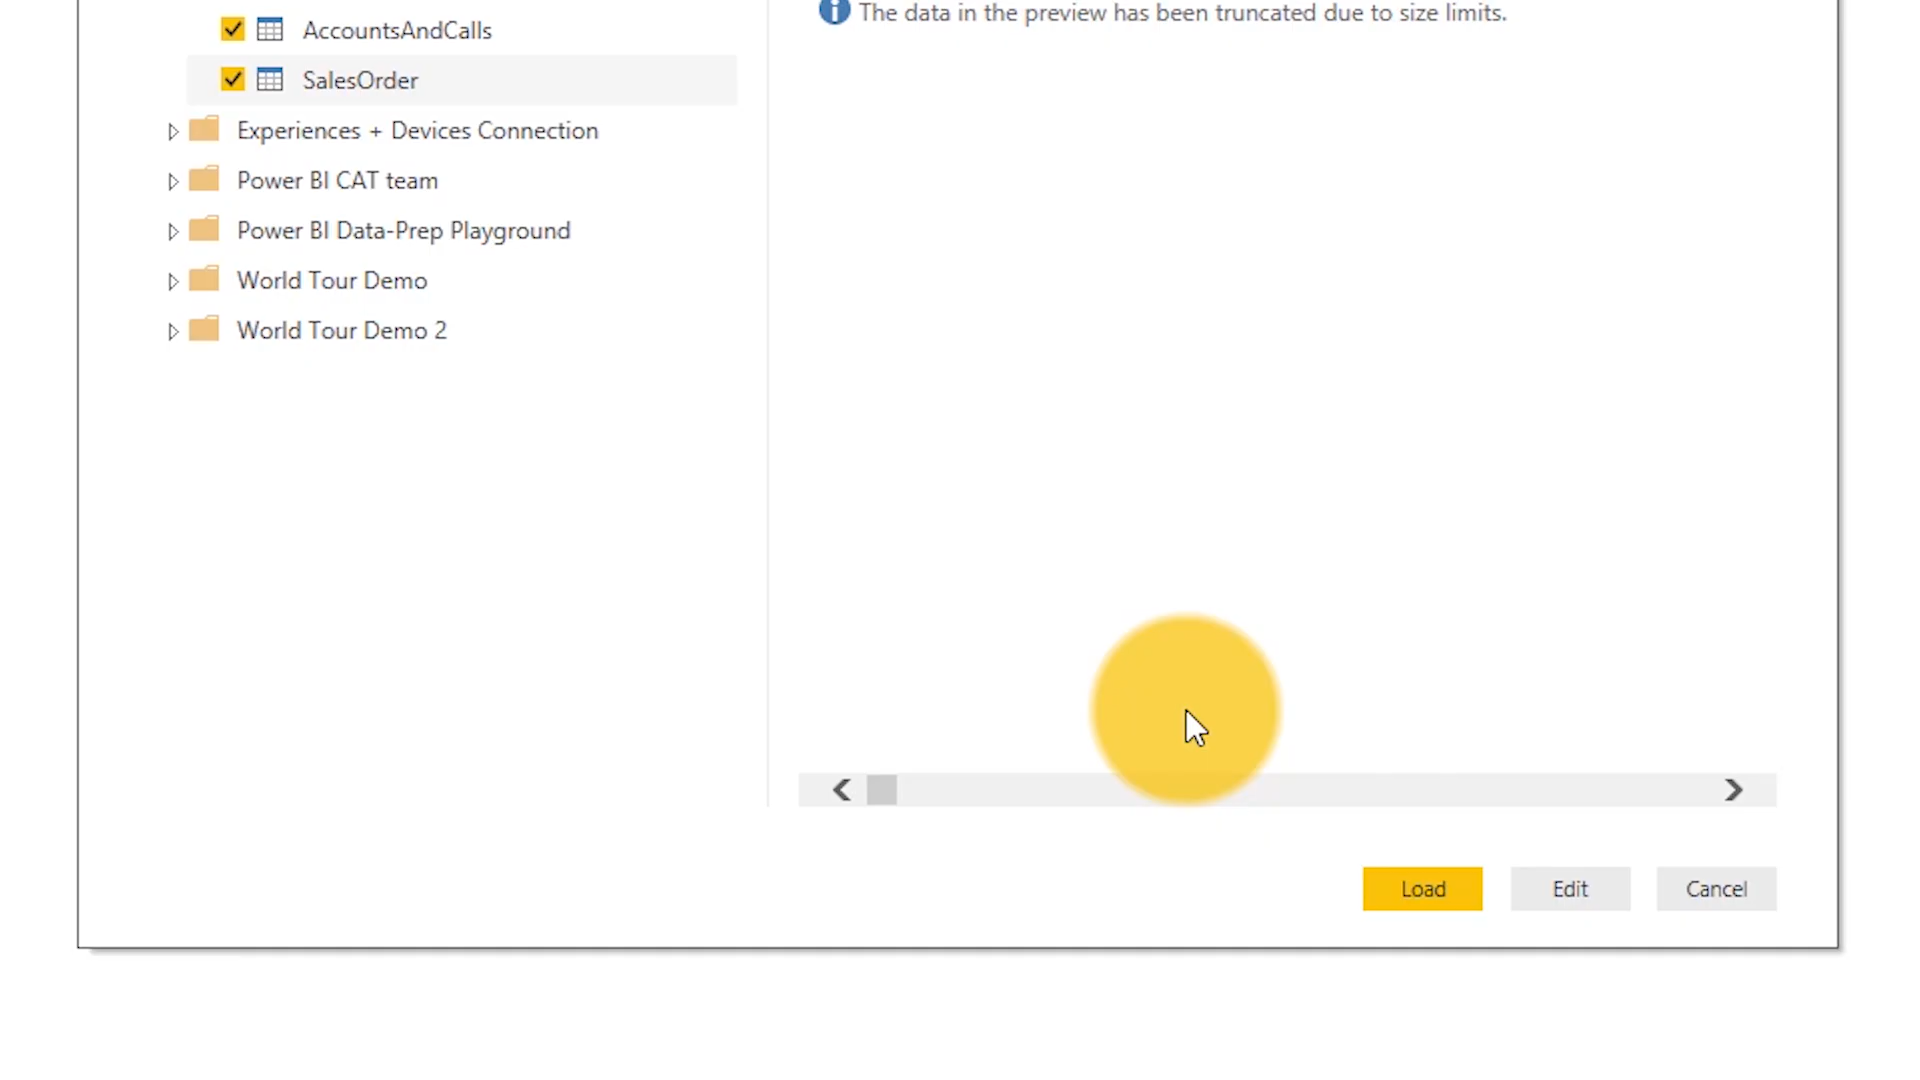 The data in the preview has been truncated due to size limits.
AccountsAndCalls
SalesOrder
Experiences + Devices Connection
Power BI CAT team
Power BI Data-Prep Playground
World Tour Demo
World Tour Demo 2
Load
Edit
Cancel